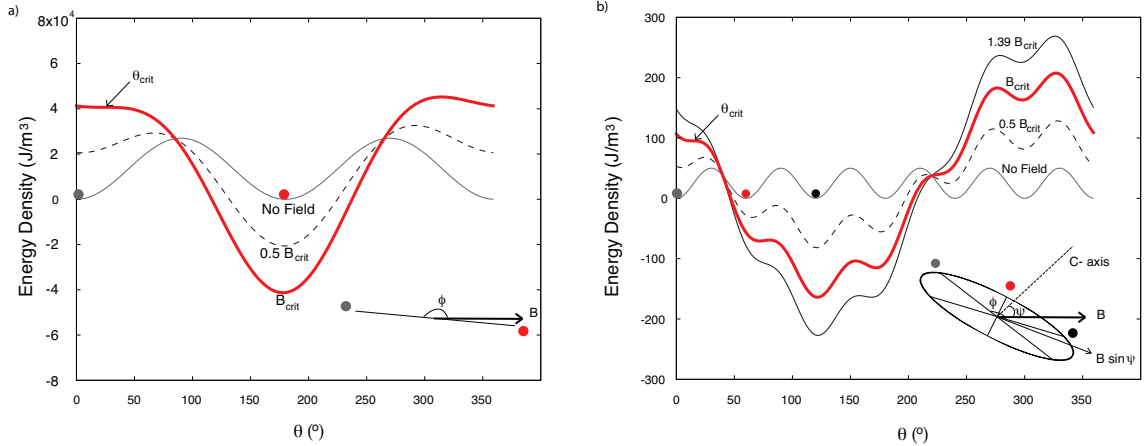 a)
8x10⁴
6
4
2
0
-2
-4
-6
-8
Energy Density (J/m³)
θcrit
No Field
0.5 Bcrit
Bcrit
ϕ
B
0 50 100 150 200 250 300 350
θ (°)
b)
300
200
100
0
-100
-200
-300
Energy Density (J/m³)
1.39 Bcrit
Bcrit
θcrit
0.5 Bcrit
No Field
C- axis
ϕ
ψ
B
B sin ψ
0 50 100 150 200 250 300 350
θ (°)